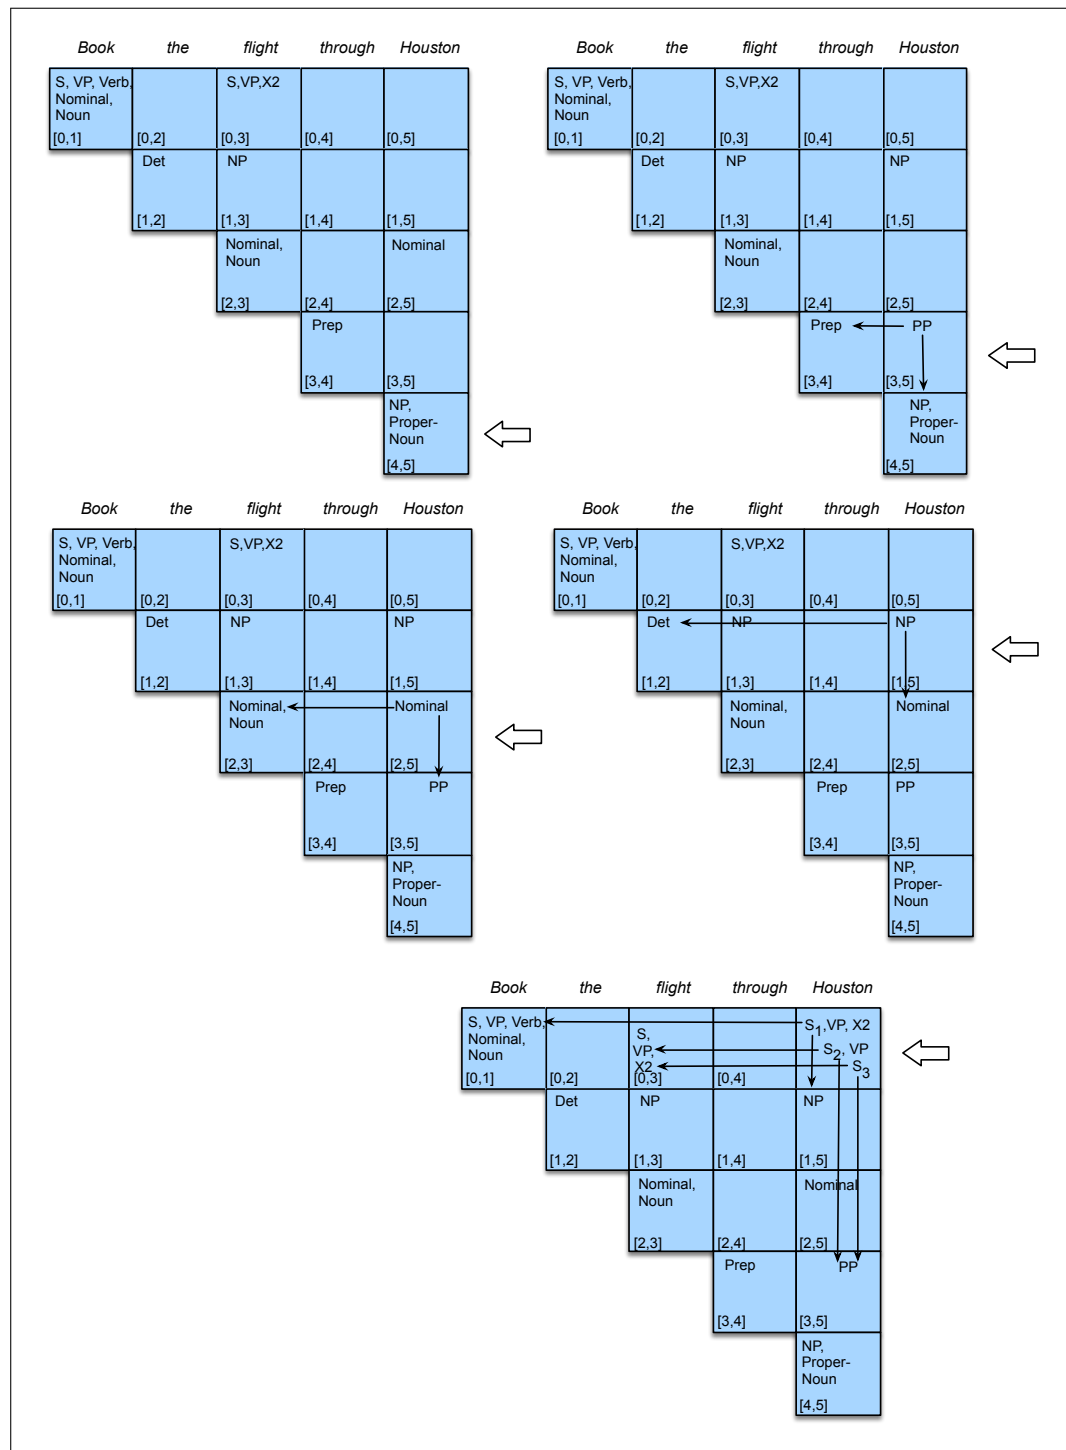 Book the flight through Houston
S, VP, Verb, S,VP,X2
Nominal,
Noun
[0,1] [0,2] [0,3] [0,4] [0,5]
Det NP
[1,2] [1,3] [1,4] [1,5]
Nominal, Nominal
Noun
[2,3] [2,4] [2,5]
Prep
[3,4] [3,5]
NP,
Proper-
Noun
[4,5]
Book the flight through Houston
S, VP, Verb, S,VP,X2
Nominal,
Noun
[0,1] [0,2] [0,3] [0,4] [0,5]
Det NP NP
[1,2] [1,3] [1,4] [1,5]
Nominal,
Noun
[2,3] [2,4] [2,5]
Prep PP
[3,4] [3,5]
NP,
Proper-
Noun
[4,5]
Book the flight through Houston
S, VP, Verb, S,VP,X2
Nominal,
Noun
[0,1] [0,2] [0,3] [0,4] [0,5]
Det NP NP
[1,2] [1,3] [1,4] [1,5]
Nominal, Nominal
Noun
[2,3] [2,4] [2,5]
Prep PP
[3,4] [3,5]
NP,
Proper-
Noun
[4,5]
Book the flight through Houston
S, VP, Verb, S,VP,X2
Nominal,
Noun
[0,1] [0,2] [0,3] [0,4] [0,5]
Det NP NP
[1,2] [1,3] [1,4] [1,5]
Nominal, Nominal
Noun
[2,3] [2,4] [2,5]
Prep PP
[3,4] [3,5]
NP,
Proper-
Noun
[4,5]
Book the flight through Houston
S, VP, Verb, S, S1,VP, X2
Nominal, VP, S2, VP
Noun X2 S3
[0,1] [0,2] [0,3] [0,4]
Det NP NP
[1,2] [1,3] [1,4] [1,5]
Nominal, Nominal
Noun
[2,3] [2,4] [2,5]
Prep PP
[3,4] [3,5]
NP,
Proper-
Noun
[4,5]